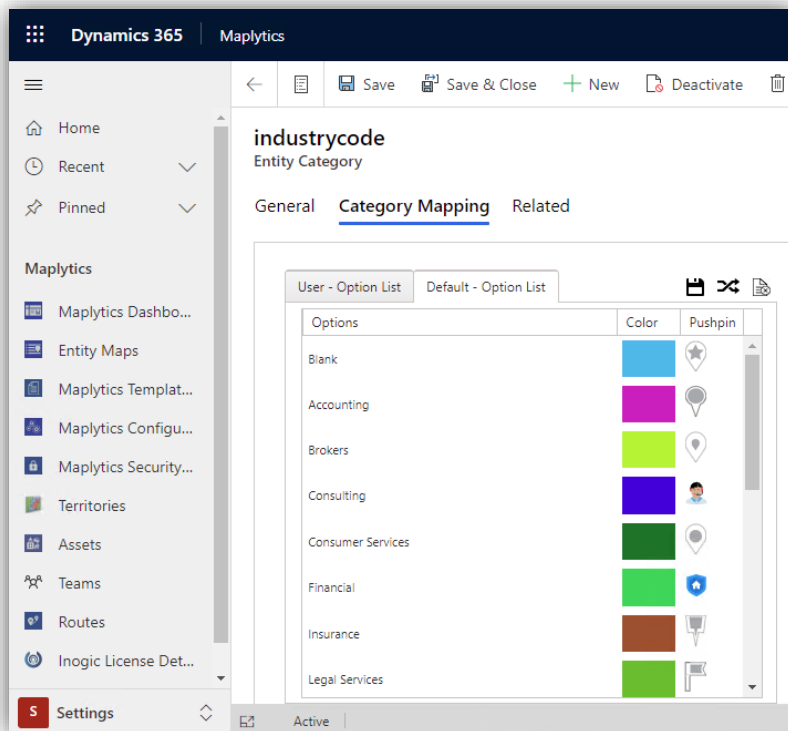 Dynamics 365
Maplytics
Save
Save & Close
New
Deactivate
Home
Recent
Pinned
Maplytics
Maplytics Dashbo...
Entity Maps
Maplytics Templat...
Maplytics Configu...
Maplytics Security...
Territories
Assets
Teams
Routes
Inogic License Det...
S
Settings
industrycode
Entity Category
General
Category Mapping
Related
User - Option List
Default - Option List
Options
Color
Pushpin
Blank
Accounting
Brokers
Consulting
Consumer Services
Financial
Insurance
Legal Services
Active